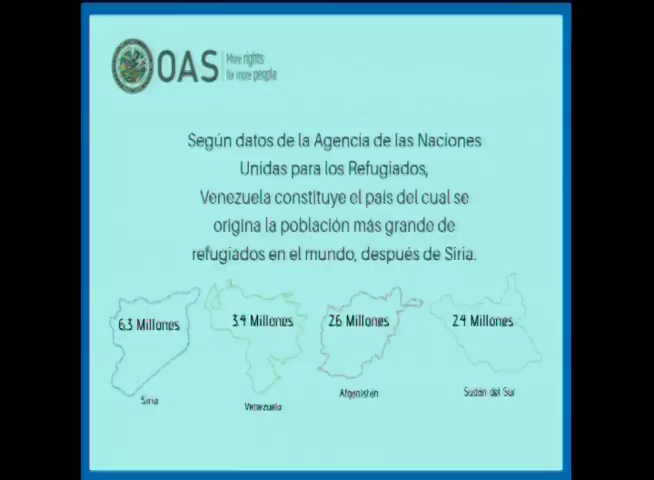 OAS
More rights
for more people
Según datos de la Agencia de las Naciones
Unidas para los Refugiados,
Venezuela constituye el país del cual se
origina la población más grande de
refugiados en el mundo, después de Siria.
6.3 Millones
3.4 Millones
2.6 Millones
2.4 Millones
Siria
Venezuela
Afganistán
Sudán del Sur